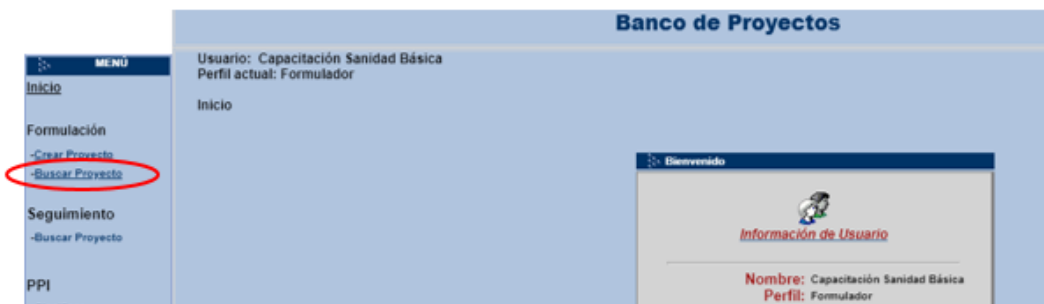 Banco de Proyectos
MENÚ
Inicio
Formulación
-Crear Proyecto
-Buscar Proyecto
Seguimiento
-Buscar Proyecto
PPI
Usuario: Capacitación Sanidad Básica
Perfil actual: Formulador
Inicio
Bienvenido
Información de Usuario
Nombre: Capacitación Sanidad Básica
Perfil: Formulador